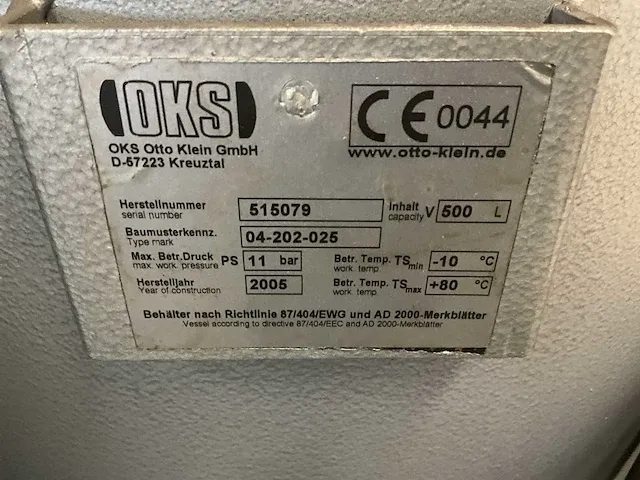 OKS
CE 0044
OKS Otto Klein GmbH
D-57223 Kreuztal
www.otto-klein.de
Herstellnummer 515079 Inhalt V 500 L
serial number capacity
Baumusterkennz. 04-202-025
Type mark
Max. Betr.Druck PS 11 bar Betr. Temp. TS min -10 °C
max. work. pressure work. temp.
Herstelljahr 2005 Betr. Temp. TS max +80 °C
Year of construction work. temp.
Behälter nach Richtlinie 87/404/EWG und AD 2000-Merkblätter
Vessel according to directive 87/404/EEC and AD 2000-Merkblätter